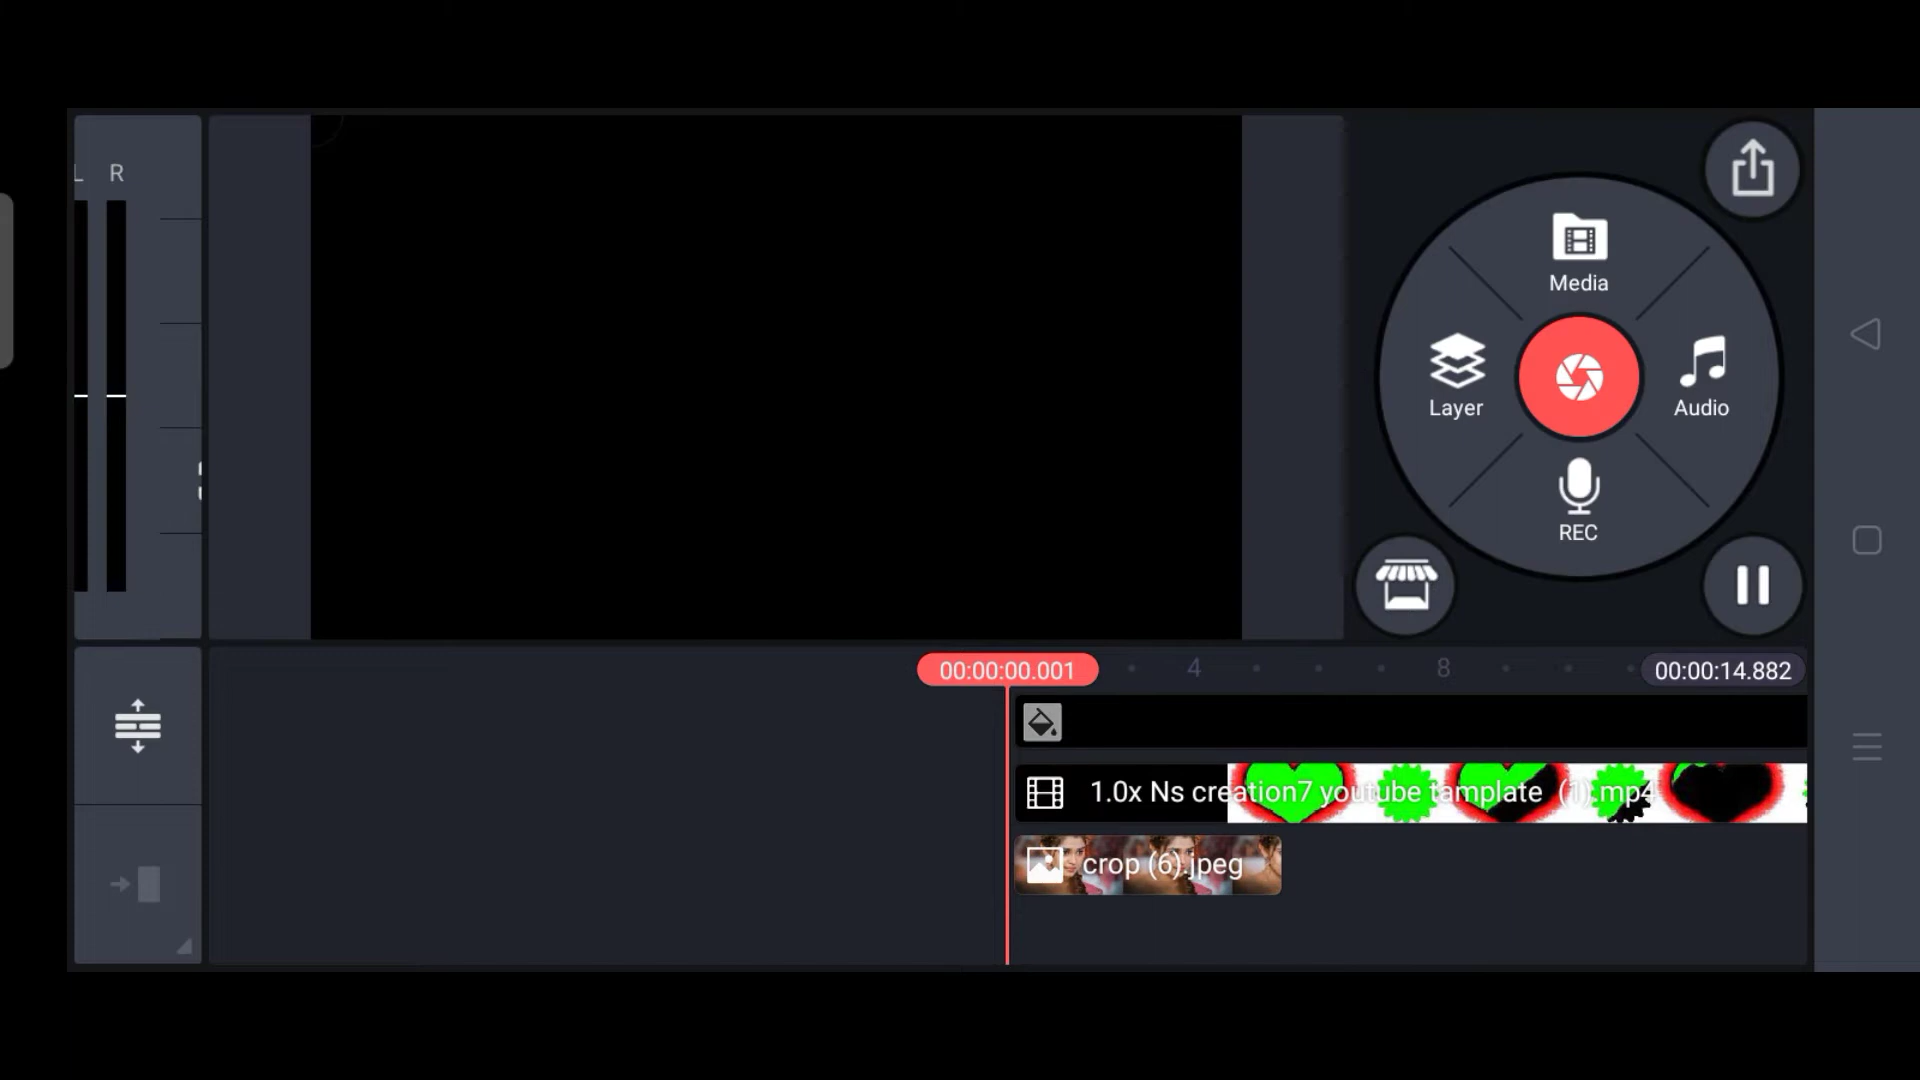 L R
Media
Layer
Audio
REC
00:00:00.001
4
8
00:00:14.882
1.0x Ns creation7 youtube tamplate (1).mp4
crop (6).jpeg